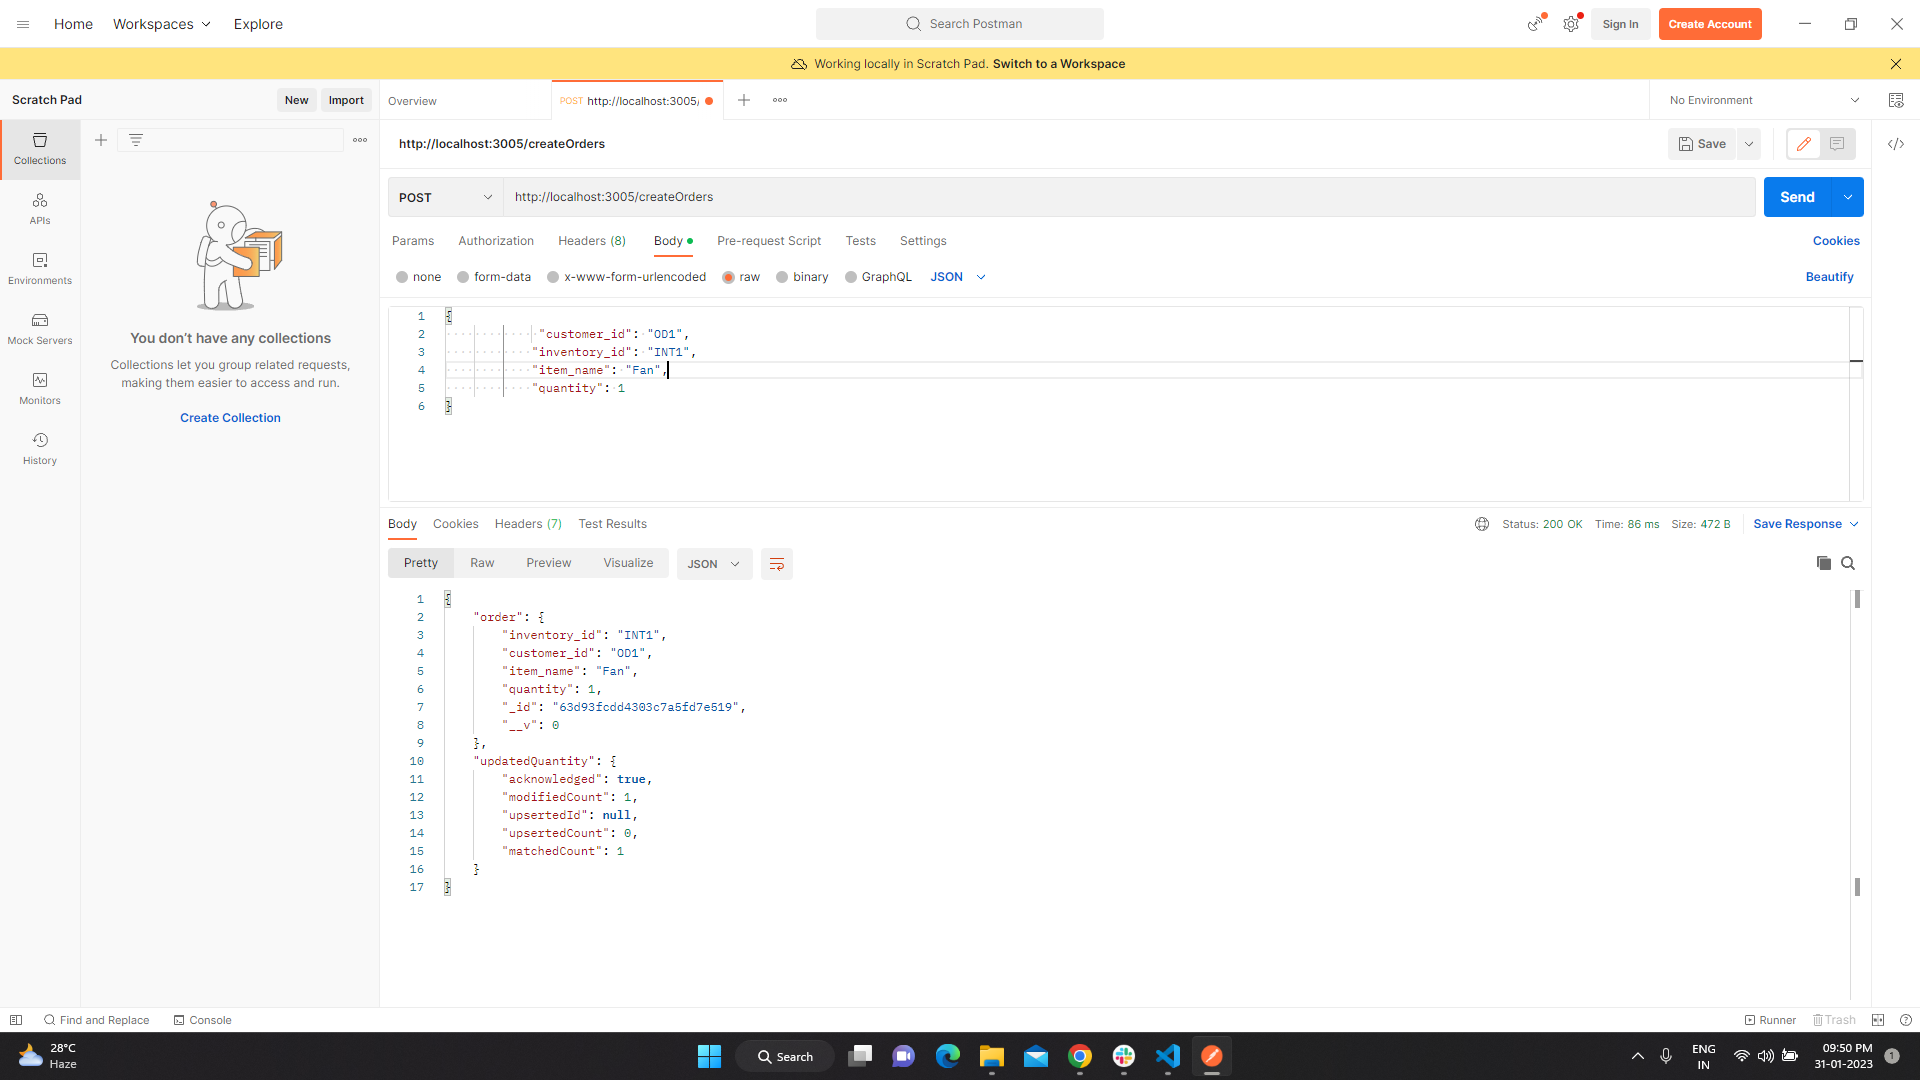 Home
Workspaces
Explore
Search Postman
Sign In
Create Account
Working locally in Scratch Pad. Switch to a Workspace
Scratch Pad
New
Import
Overview
POST http://localhost:3005/
No Environment
Collections
APIs
Environments
Mock Servers
Monitors
History
You don't have any collections
Collections let you group related requests,
making them easier to access and run.
Create Collection
http://localhost:3005/createOrders
Save
POST
http://localhost:3005/createOrders
Send
Params
Authorization
Headers (8)
Body
Pre-request Script
Tests
Settings
Cookies
none
form-data
x-www-form-urlencoded
raw
binary
GraphQL
JSON
Beautify
1 {
2 "customer_id": "OD1",
3 "inventory_id": "INT1",
4 "item_name": "Fan",
5 "quantity": 1
6 }
Body
Cookies
Headers (7)
Test Results
Status: 200 OK
Time: 86 ms
Size: 472 B
Save Response
Pretty
Raw
Preview
Visualize
JSON
1 {
2 "order": {
3 "inventory_id": "INT1",
4 "customer_id": "OD1",
5 "item_name": "Fan",
6 "quantity": 1,
7 "_id": "63d93fcdd4303c7a5fd7e519",
8 "__v": 0
9 },
10 "updatedQuantity": {
11 "acknowledged": true,
12 "modifiedCount": 1,
13 "upsertedId": null,
14 "upsertedCount": 0,
15 "matchedCount": 1
16 }
17 }
Find and Replace
Console
Runner
Trash
28°C
Haze
Search
ENG
IN
09:50 PM
31-01-2023
1